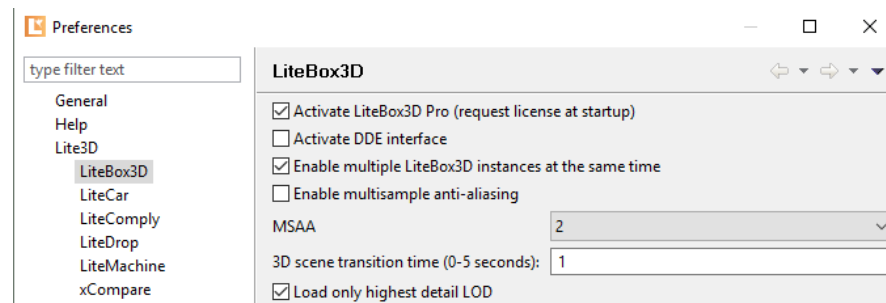 Preferences
type filter text
LiteBox3D
General
Help
Lite3D
LiteBox3D
LiteCar
LiteComply
LiteDrop
LiteMachine
xCompare
Activate LiteBox3D Pro (request license at startup)
Activate DDE interface
Enable multiple LiteBox3D instances at the same time
Enable multisample anti-aliasing
MSAA 2
3D scene transition time (0-5 seconds): 1
Load only highest detail LOD